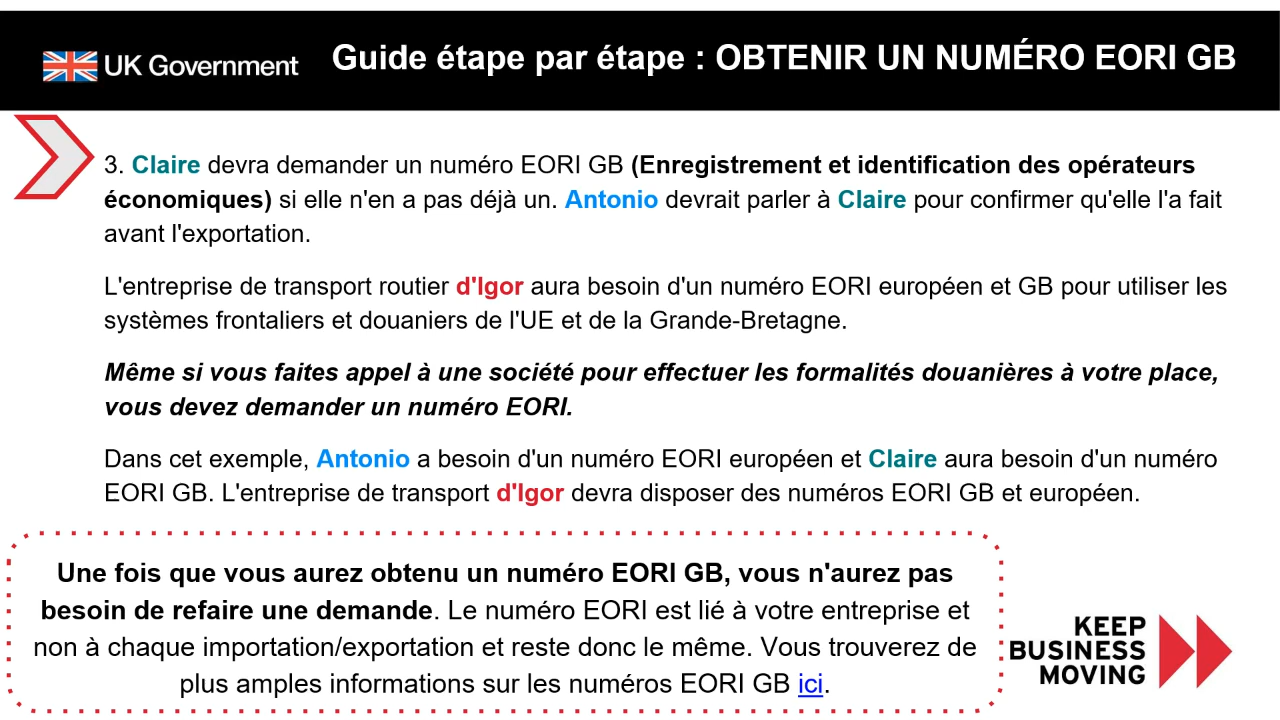 UK Government
Guide étape par étape : OBTENIR UN NUMÉRO EORI GB
3. Claire devra demander un numéro EORI GB (Enregistrement et identification des opérateurs
économiques) si elle n'en a pas déjà un. Antonio devrait parler à Claire pour confirmer qu'elle l'a fait
avant l'exportation.
L'entreprise de transport routier d'Igor aura besoin d'un numéro EORI européen et GB pour utiliser les
systèmes frontaliers et douaniers de l'UE et de la Grande-Bretagne.
Même si vous faites appel à une société pour effectuer les formalités douanières à votre place,
vous devez demander un numéro EORI.
Dans cet exemple, Antonio a besoin d'un numéro EORI européen et Claire aura besoin d'un numéro
EORI GB. L'entreprise de transport d'Igor devra disposer des numéros EORI GB et européen.
Une fois que vous aurez obtenu un numéro EORI GB, vous n'aurez pas
besoin de refaire une demande. Le numéro EORI est lié à votre entreprise et
non à chaque importation/exportation et reste donc le même. Vous trouverez de
plus amples informations sur les numéros EORI GB ici.
KEEP
BUSINESS
MOVING